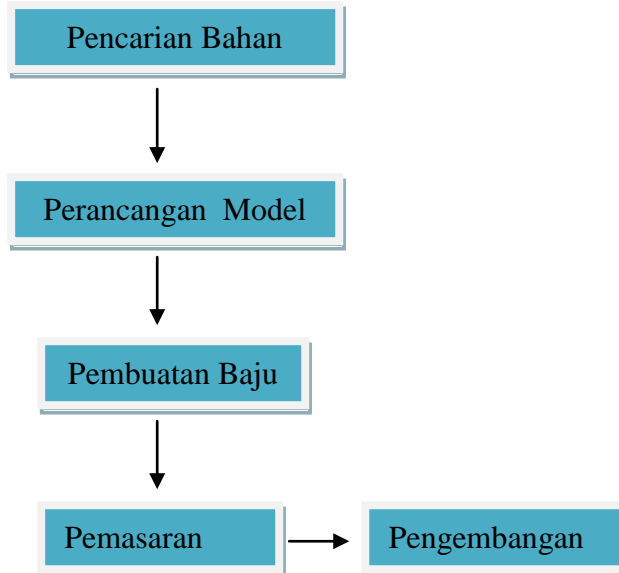 Pencarian Bahan
Perancangan Model
Pembuatan Baju
Pemasaran
Pengembangan